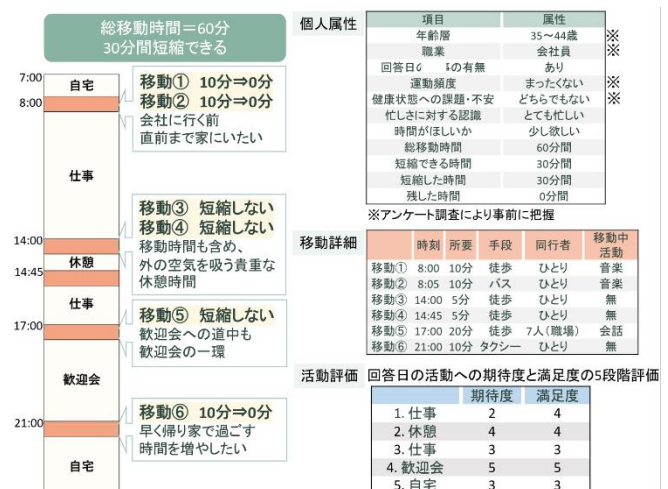 総移動時間=60分
30分間短縮できる
7:00
自宅
8:00
仕事
14:00
休憩
14:45
仕事
17:00
歓迎会
21:00
自宅
移動① 10分⇒0分
移動② 10分⇒0分
会社に行く前
直前まで家にいたい
移動③ 短縮しない
移動④ 短縮しない
移動時間も含め、
外の空気を吸う貴重な
休憩時間
移動⑤ 短縮しない
歓迎会への道中も
歓迎会の一環
移動⑥ 10分⇒0分
早く帰り家で過ごす
時間を増やしたい
個人属性
項目 属性
年齢層 35～44歳 ※
職業 会社員 ※
回答日 の有無 あり
運動頻度 まったくない ※
健康状態への課題・不安 どちらでもない ※
忙しさに対する認識 とても忙しい
時間がほしいか 少し欲しい
総移動時間 60分間
短縮できる時間 30分間
短縮した時間 30分間
残した時間 0分間
※アンケート調査により事前に把握
移動詳細
時刻 所要 手段 同行者 移動中活動
移動① 8:00 10分 徒歩 ひとり 音楽
移動② 8:05 10分 バス ひとり 音楽
移動③ 14:00 5分 徒歩 ひとり 無
移動④ 14:45 5分 徒歩 ひとり 無
移動⑤ 17:00 20分 徒歩 7人(職場) 会話
移動⑥ 21:00 10分 タクシー ひとり 無
活動評価 回答日の活動への期待度と満足度の5段階評価
期待度 満足度
1. 仕事 2 4
2. 休憩 4 4
3. 仕事 3 3
4. 歓迎会 5 5
5. 自宅 3 3